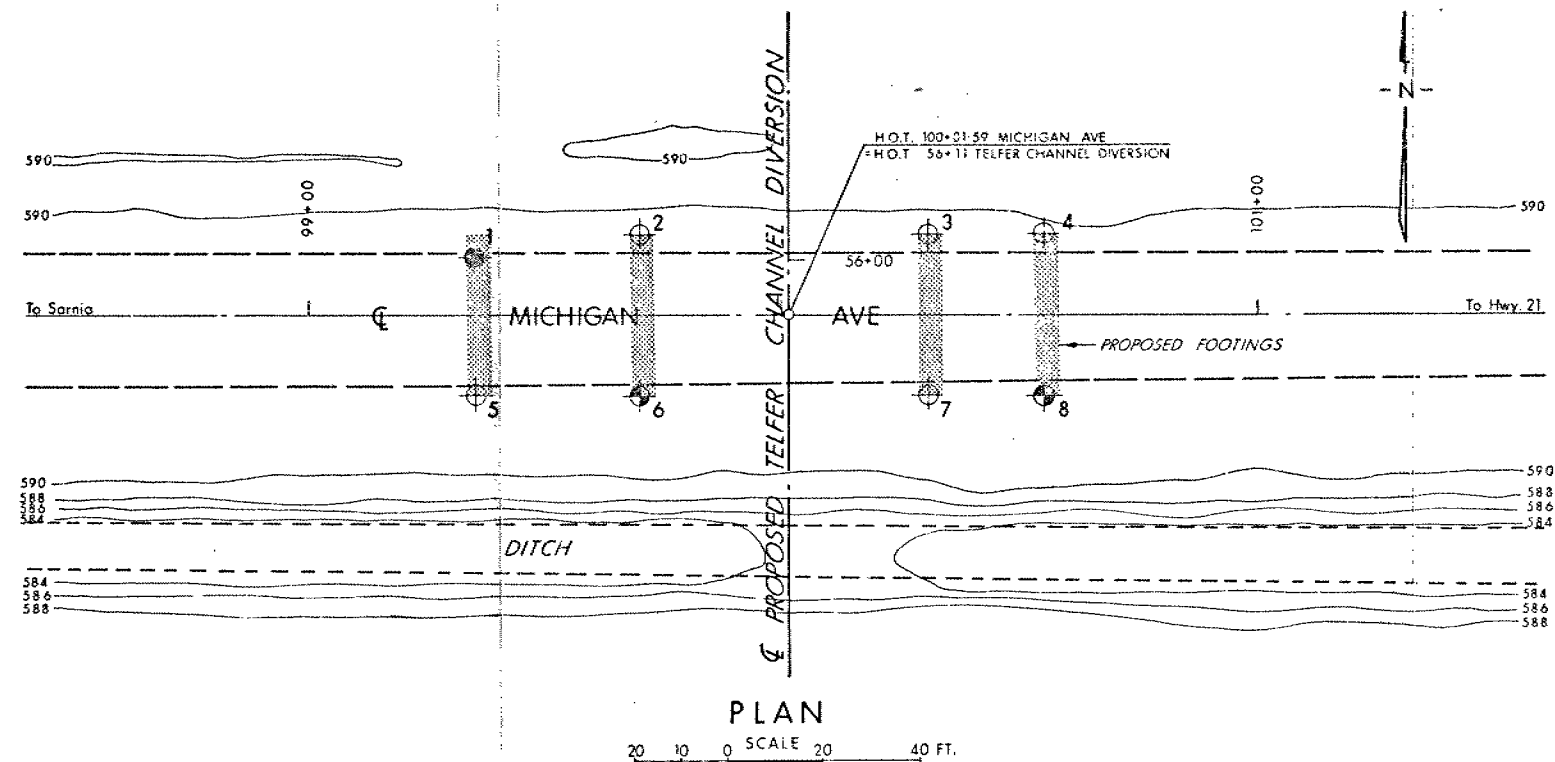 PROPOSED TELFER CHANNEL DIVERSION
- N -
H.O.T. 100+01.59 MICHIGAN AVE
=H.O.T 56+11 TELFER CHANNEL DIVERSION
590
590
590
590
99+00
101+00
1
2
3
4
56+00
To Sarnia
℄
MICHIGAN AVE
To Hwy. 21
PROPOSED FOOTINGS
5
6
7
8
590
588
586
584
590
588
586
584
DITCH
584
586
588
584
586
588
℄
PLAN
SCALE
20 10 0 20 40 FT.